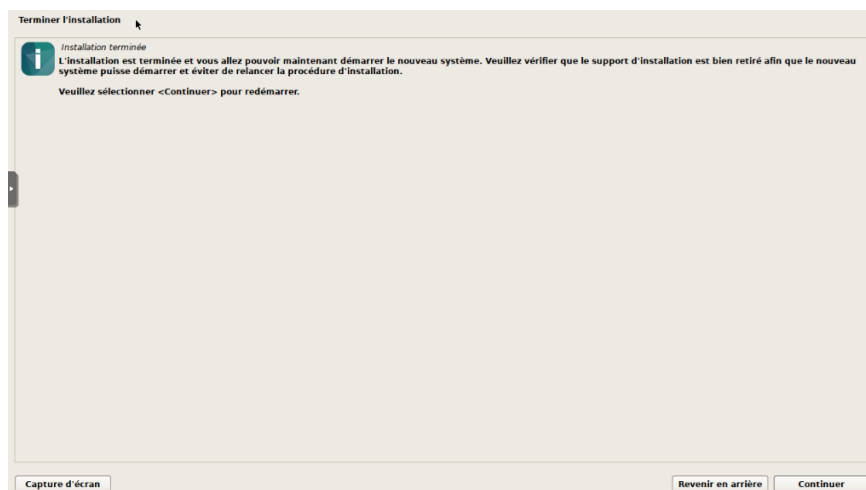 Terminer l'installation
Installation terminée
L'installation est terminée et vous allez pouvoir maintenant démarrer le nouveau système. Veuillez vérifier que le support d'installation est bien retiré afin que le nouveau
système puisse démarrer et éviter de relancer la procédure d'installation.
Veuillez sélectionner <Continuer> pour redémarrer.
Capture d'écran
Revenir en arrière
Continuer